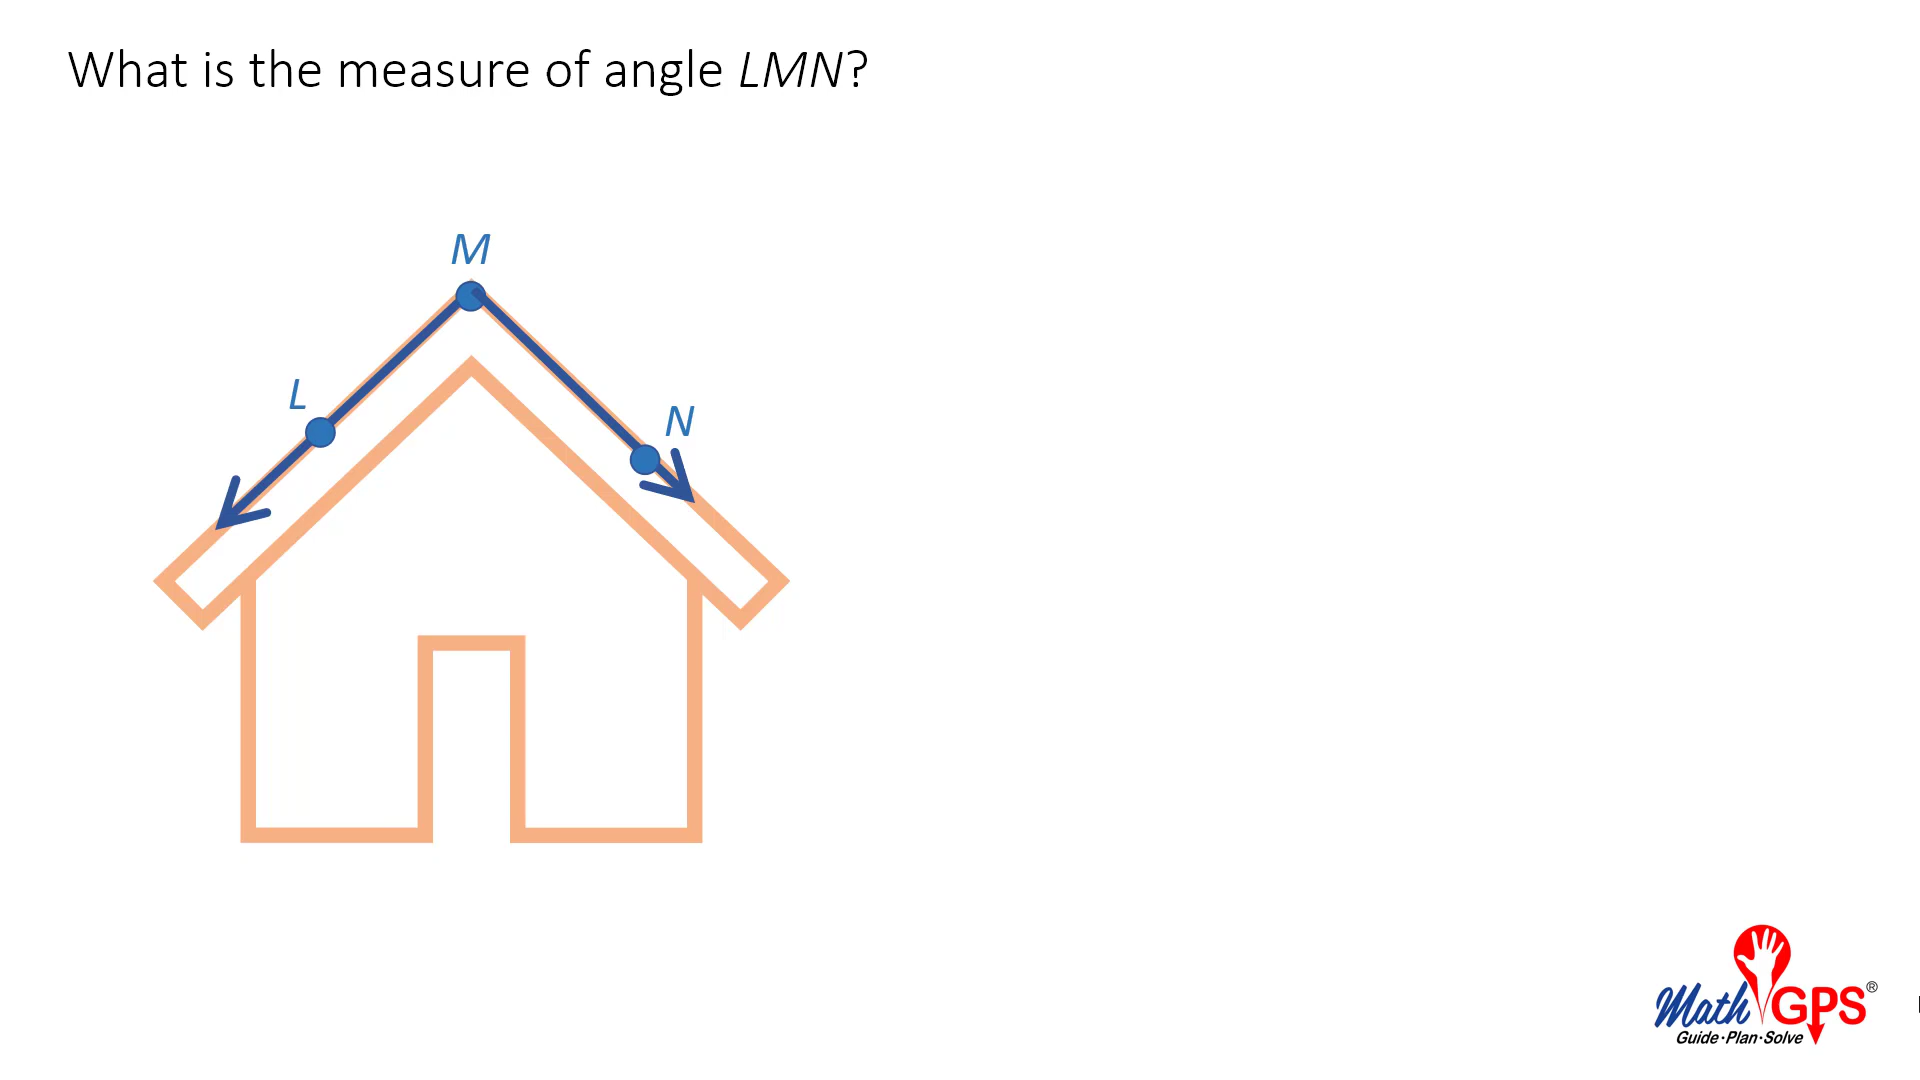 What is the measure of angle LMN?
M
L
N
Math GPS®
Guide·Plan·Solve